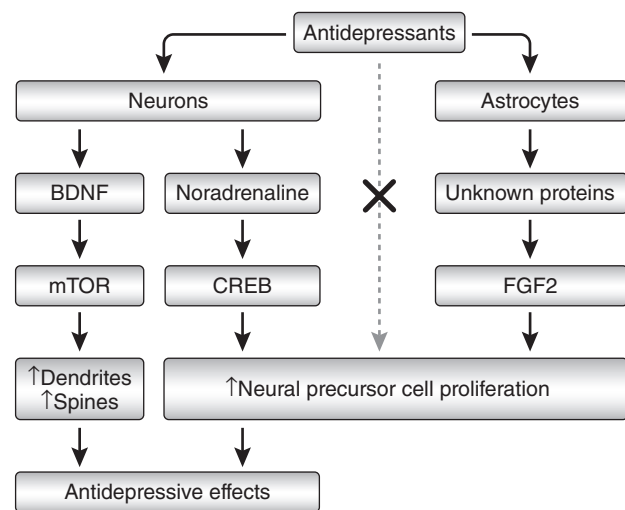 Antidepressants
Neurons
Astrocytes
BDNF
Noradrenaline
Unknown proteins
mTOR
CREB
FGF2
↑Dendrites
↑Spines
↑Neural precursor cell proliferation
Antidepressive effects